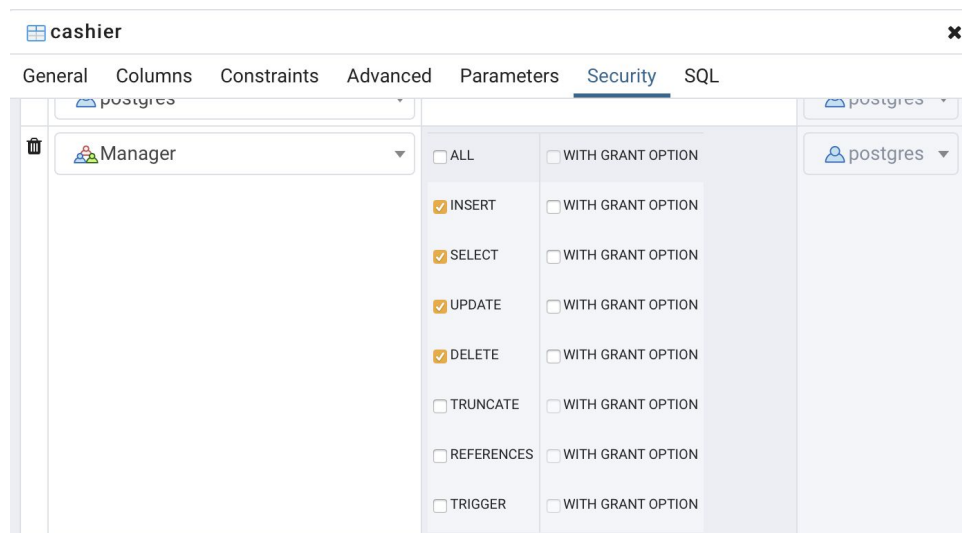 cashier
General Columns Constraints Advanced Parameters Security SQL
postgres postgres
Manager ALL WITH GRANT OPTION postgres
INSERT WITH GRANT OPTION
SELECT WITH GRANT OPTION
UPDATE WITH GRANT OPTION
DELETE WITH GRANT OPTION
TRUNCATE WITH GRANT OPTION
REFERENCES WITH GRANT OPTION
TRIGGER WITH GRANT OPTION